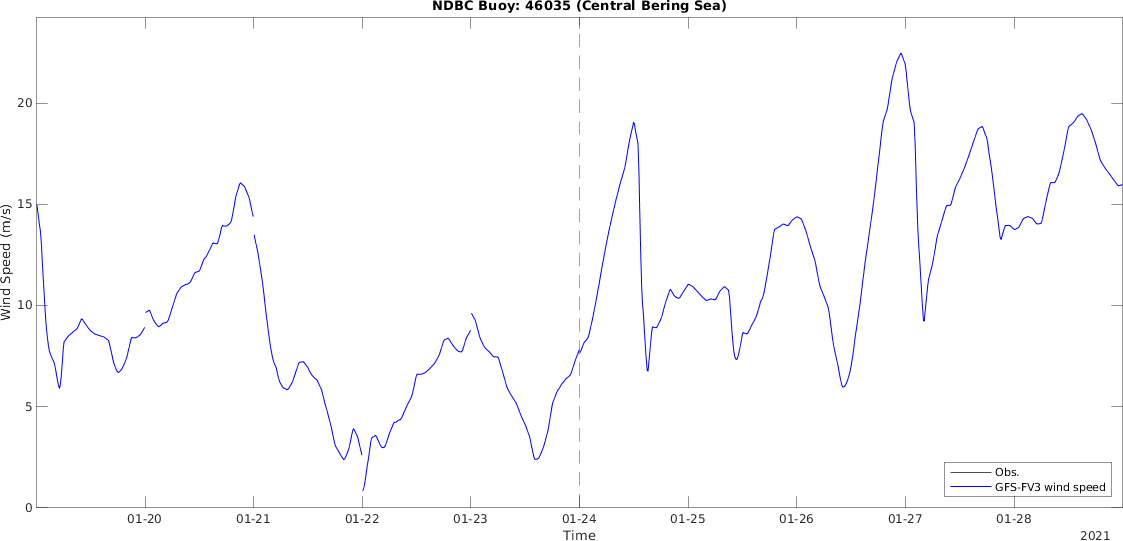 NDBC Buoy: 46035 (Central Bering Sea)
Wind Speed (m/s)
20
15
10
5
0
01-20 01-21 01-22 01-23 01-24 01-25 01-26 01-27 01-28
Time
2021
Obs.
GFS-FV3 wind speed